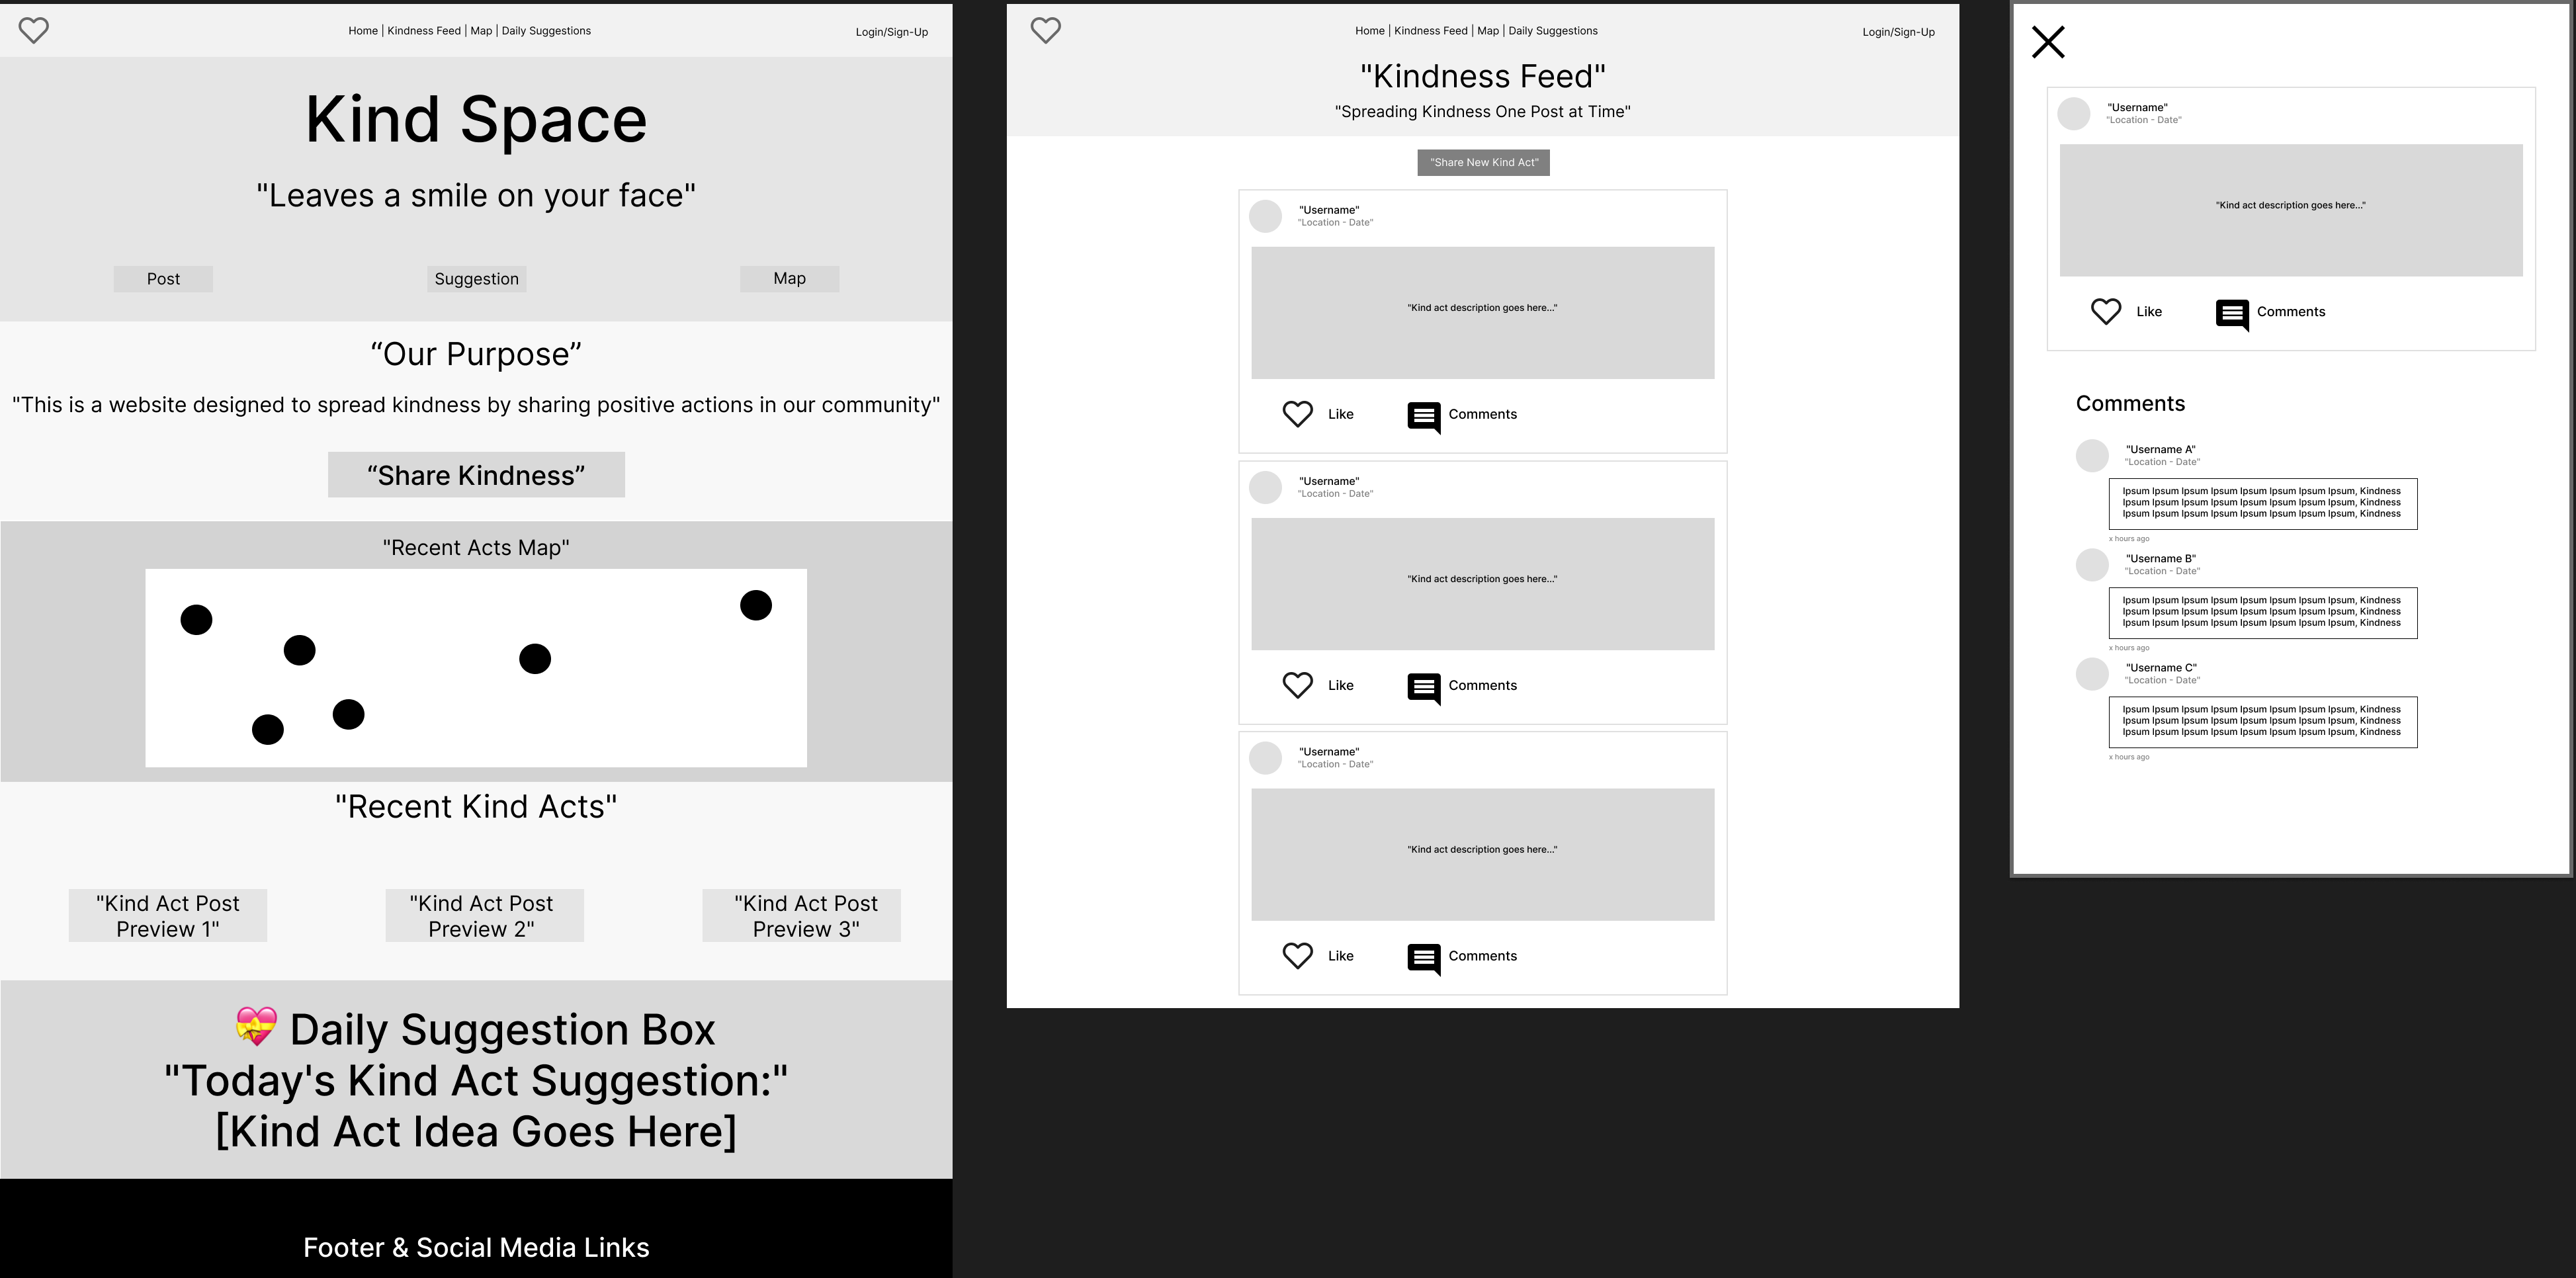 Home | Kindness Feed | Map | Daily Suggestions
Login/Sign-Up
Kind Space
"Leaves a smile on your face"
Post
Suggestion
Map
“Our Purpose”
"This is a website designed to spread kindness by sharing positive actions in our community"
“Share Kindness”
"Recent Acts Map"
"Recent Kind Acts"
"Kind Act Post
Preview 1"
"Kind Act Post
Preview 2"
"Kind Act Post
Preview 3"
Daily Suggestion Box
"Today's Kind Act Suggestion:"
[Kind Act Idea Goes Here]
Footer & Social Media Links
Home | Kindness Feed | Map | Daily Suggestions
Login/Sign-Up
"Kindness Feed"
"Spreading Kindness One Post at Time"
"Share New Kind Act"
"Username"
"Location - Date"
"Kind act description goes here..."
Like
Comments
"Username"
"Location - Date"
"Kind act description goes here..."
Like
Comments
"Username"
"Location - Date"
"Kind act description goes here..."
Like
Comments
"Username"
"Location - Date"
"Kind act description goes here..."
Like
Comments
Comments
"Username A"
"Location - Date"
Ipsum Ipsum Ipsum Ipsum Ipsum Ipsum Ipsum Ipsum, Kindness
Ipsum Ipsum Ipsum Ipsum Ipsum Ipsum Ipsum Ipsum, Kindness
Ipsum Ipsum Ipsum Ipsum Ipsum Ipsum Ipsum Ipsum, Kindness
x hours ago
"Username B"
"Location - Date"
Ipsum Ipsum Ipsum Ipsum Ipsum Ipsum Ipsum Ipsum, Kindness
Ipsum Ipsum Ipsum Ipsum Ipsum Ipsum Ipsum Ipsum, Kindness
Ipsum Ipsum Ipsum Ipsum Ipsum Ipsum Ipsum Ipsum, Kindness
x hours ago
"Username C"
"Location - Date"
Ipsum Ipsum Ipsum Ipsum Ipsum Ipsum Ipsum Ipsum, Kindness
Ipsum Ipsum Ipsum Ipsum Ipsum Ipsum Ipsum Ipsum, Kindness
Ipsum Ipsum Ipsum Ipsum Ipsum Ipsum Ipsum Ipsum, Kindness
x hours ago